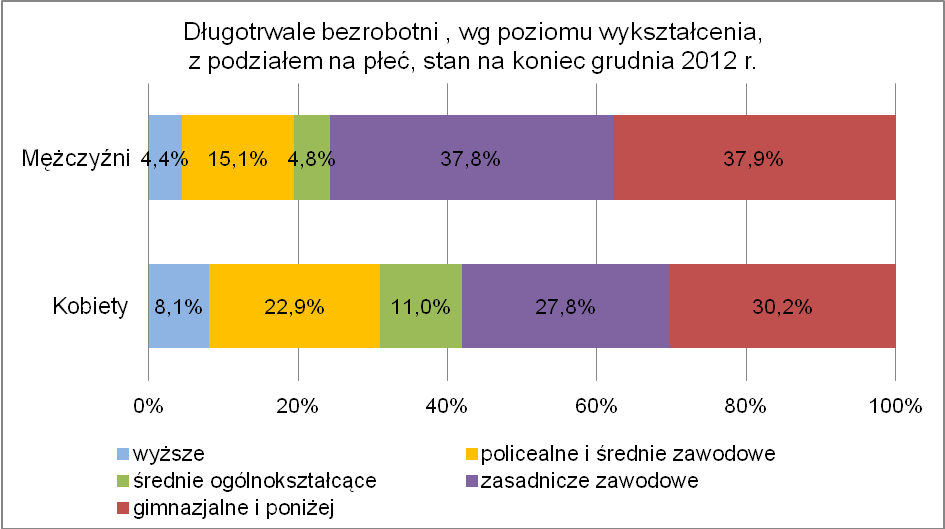 Długotrwale bezrobotni , wg poziomu wykształcenia,
z podziałem na płeć, stan na koniec grudnia 2012 r.
Mężczyźni 4,4% 15,1% 4,8% 37,8% 37,9%
Kobiety 8,1% 22,9% 11,0% 27,8% 30,2%
0% 20% 40% 60% 80% 100%
wyższe policealne i średnie zawodowe
średnie ogólnokształcące zasadnicze zawodowe
gimnazjalne i poniżej